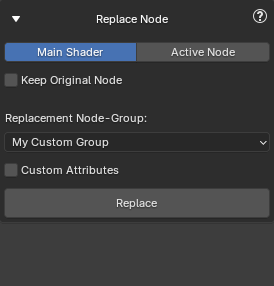 Replace Node
Main Shader Active Node
Keep Original Node
Replacement Node-Group:
My Custom Group
Custom Attributes
Replace